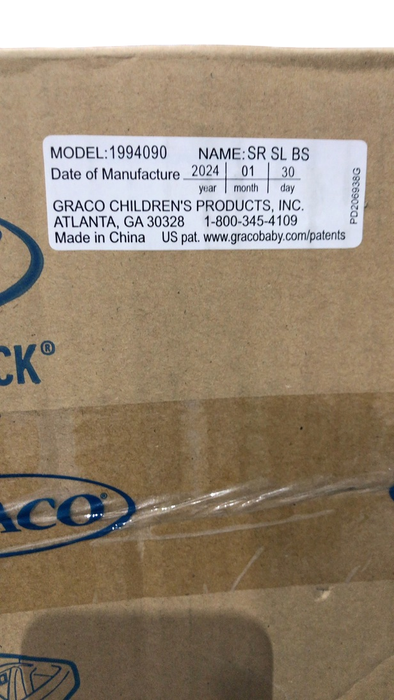 MODEL:1994090 NAME:SR SL BS
Date of Manufacture 2024 01 30
year month day
GRACO CHILDREN'S PRODUCTS, INC.
ATLANTA, GA 30328 1-800-345-4109
Made in China US pat. www.gracobaby.com/patents
PD206938G
CK®
ACO®